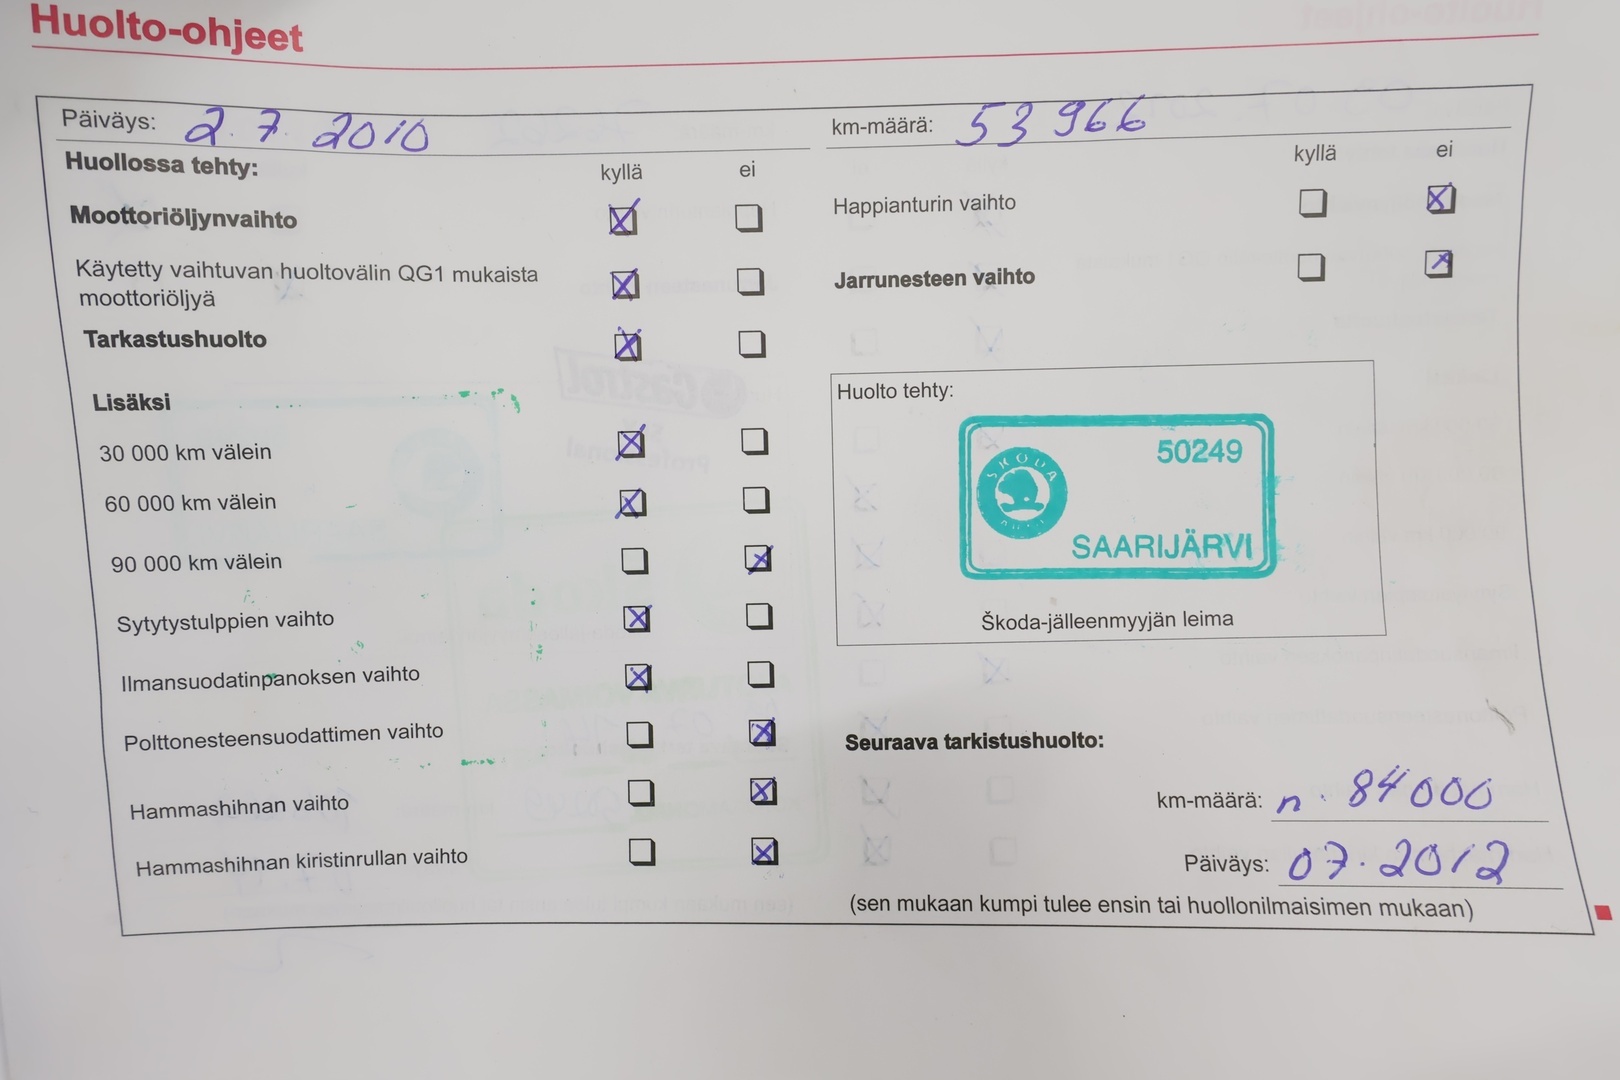 Huolto-ohjeet
Päiväys: 2.7.2010
Huollossa tehty: kyllä ei
Moottoriöljynvaihto
Käytetty vaihtuvan huoltovälin QG1 mukaista
moottoriöljyä
Tarkastushuolto
Lisäksi
30 000 km välein
60 000 km välein
90 000 km välein
Sytytystulppien vaihto
Ilmansuodatinpanoksen vaihto
Polttonesteensuodattimen vaihto
Hammashihnan vaihto
Hammashihnan kiristinrullan vaihto
km-määrä: 53 966
kyllä ei
Happianturin vaihto
Jarrunesteen vaihto
Huolto tehty:
50249
SKODA
SAARIJÄRVI
Škoda-jälleenmyyjän leima
Seuraava tarkistushuolto:
km-määrä: n. 84000
Päiväys: 07.2012
(sen mukaan kumpi tulee ensin tai huollonilmaisimen mukaan)